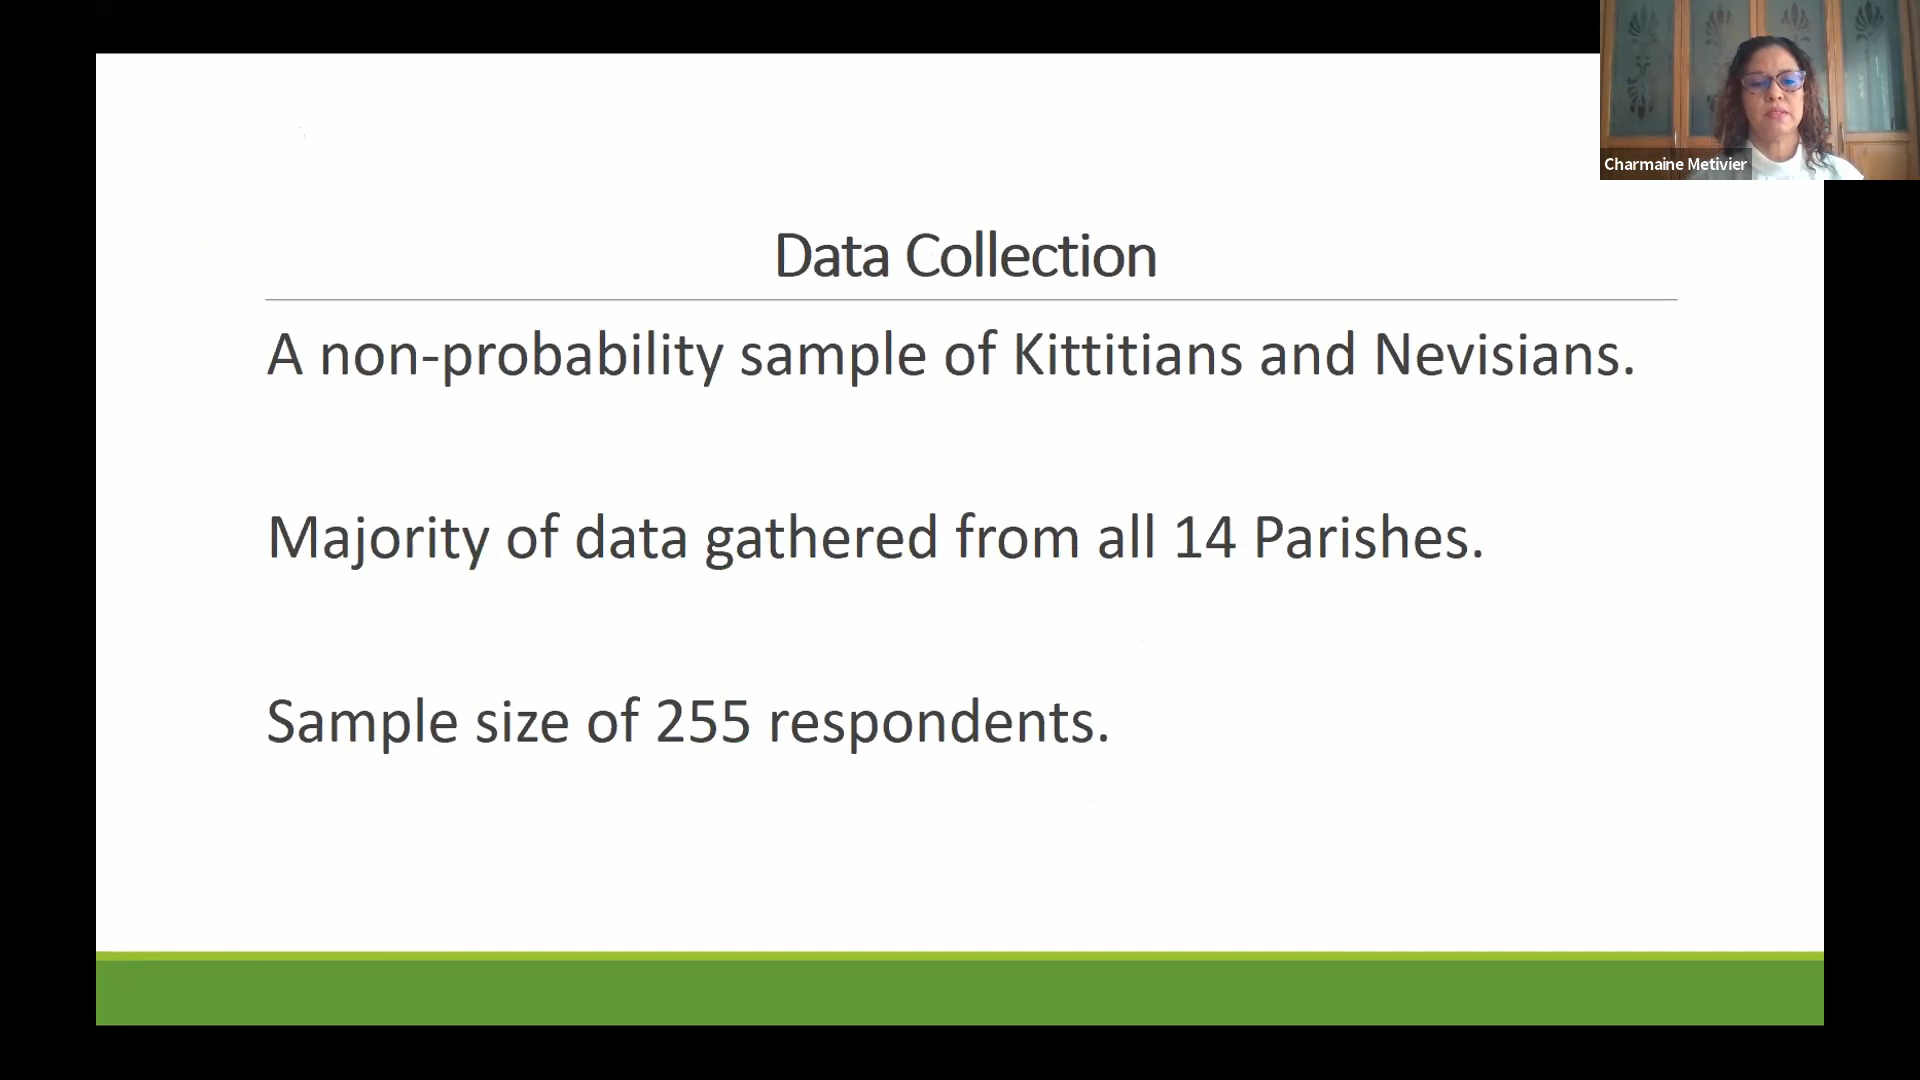 Charmaine Metivier
Data Collection
A non-probability sample of Kittitians and Nevisians.
Majority of data gathered from all 14 Parishes.
Sample size of 255 respondents.